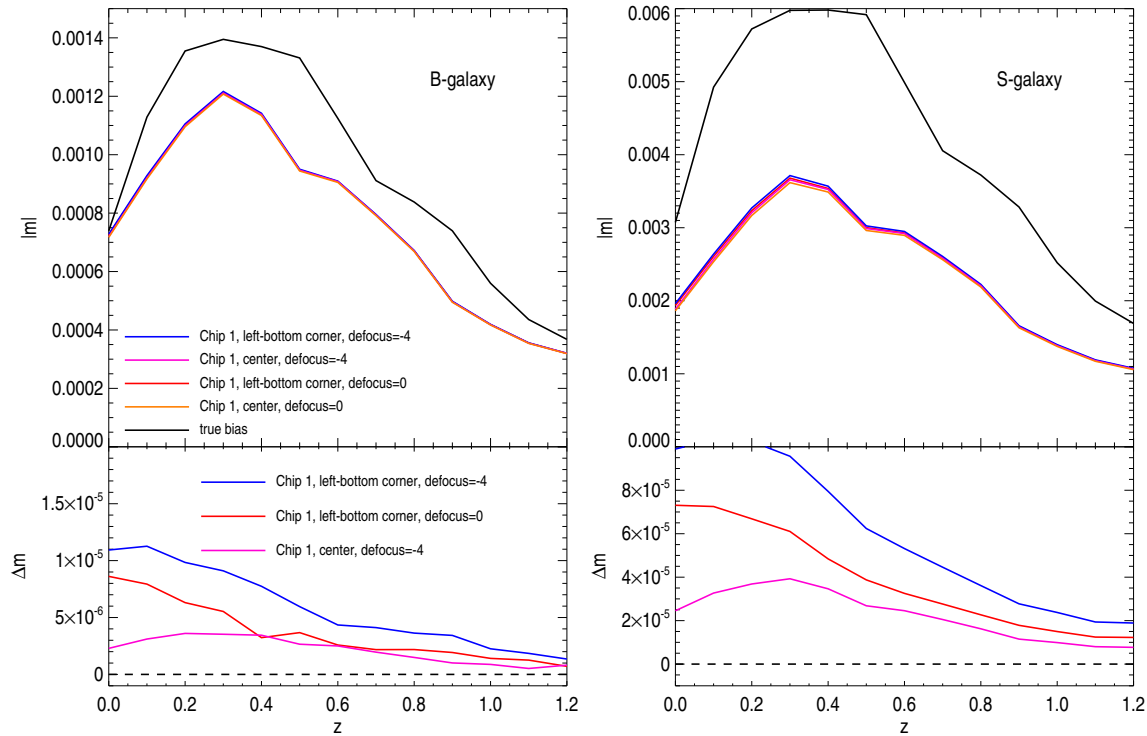 0.0014
0.0012
0.0010
0.0008
0.0006
0.0004
0.0002
0.0000
|m|
B-galaxy
Chip 1, left-bottom corner, defocus=-4
Chip 1, center, defocus=-4
Chip 1, left-bottom corner, defocus=0
Chip 1, center, defocus=0
true bias
0.006
0.005
0.004
0.003
0.002
0.001
0.000
|m|
S-galaxy
1.5×10⁻⁵
1×10⁻⁵
5×10⁻⁶
0
Δm
Chip 1, left-bottom corner, defocus=-4
Chip 1, left-bottom corner, defocus=0
Chip 1, center, defocus=-4
0.0 0.2 0.4 0.6 0.8 1.0 1.2
z
8×10⁻⁵
6×10⁻⁵
4×10⁻⁵
2×10⁻⁵
0
Δm
0.0 0.2 0.4 0.6 0.8 1.0 1.2
z